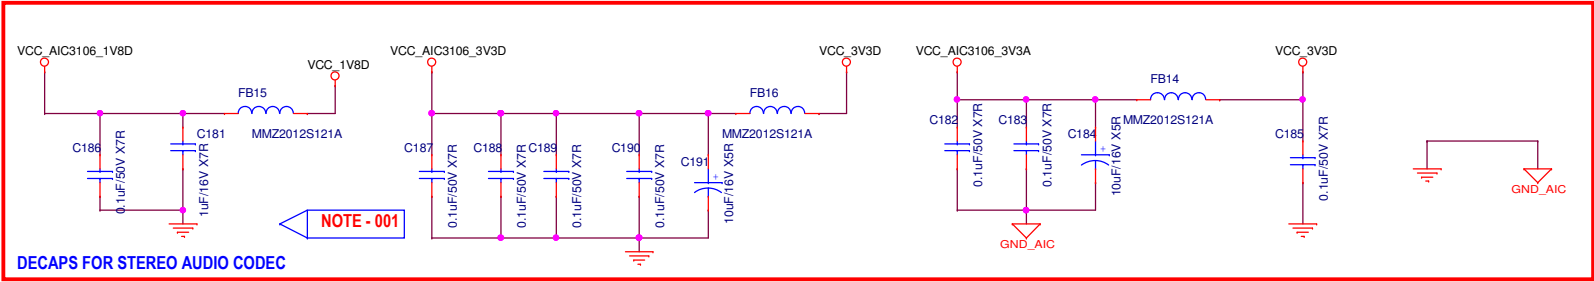 VCC_AIC3106_1V8D
VCC_1V8D
FB15
MMZ2012S121A
C186
0.1uF/50V X7R
C181
1uF/16V X7R
NOTE - 001
DECAPS FOR STEREO AUDIO CODEC
VCC_AIC3106_3V3D
VCC_3V3D
FB16
MMZ2012S121A
C187
0.1uF/50V X7R
C188
0.1uF/50V X7R
C189
0.1uF/50V X7R
C190
0.1uF/50V X7R
C191
+
10uF/16V X5R
VCC_AIC3106_3V3A
VCC_3V3D
FB14
MMZ2012S121A
C182
0.1uF/50V X7R
C183
0.1uF/50V X7R
C184
+
10uF/16V X5R
C185
0.1uF/50V X7R
GND_AIC
GND_AIC